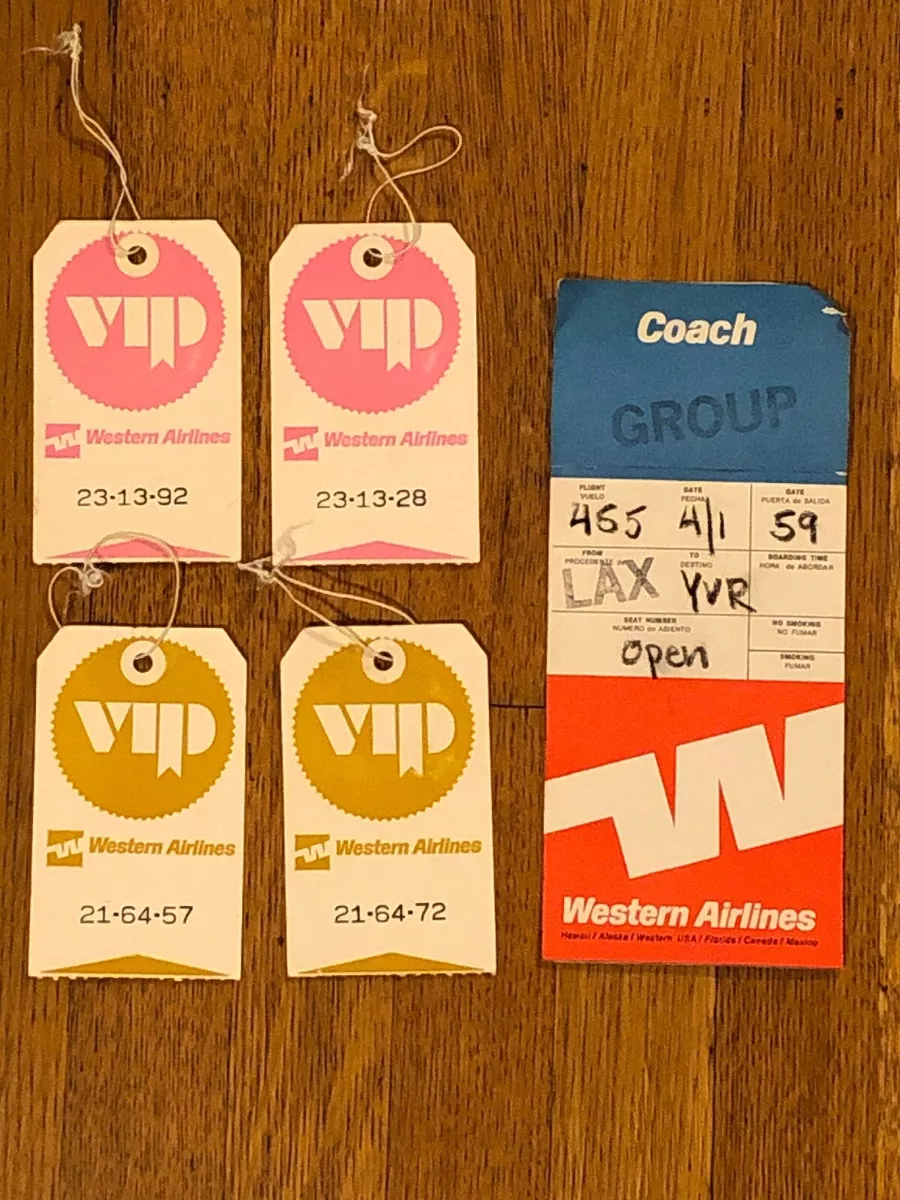 VIP
Western Airlines
23-13-92
VIP
Western Airlines
23-13-28
VIP
Western Airlines
21-64-57
VIP
Western Airlines
21-64-72
Coach
GROUP
FLIGHT
VUELO
465
DATE
FECHA
4/1
GATE
PUERTA de SALIDA
59
FROM
PROCEDENTE
LAX
TO
DESTINO
YVR
BOARDING TIME
HORA de ABORDAR
SEAT NUMBER
NUMERO de ASIENTO
Open
NO SMOKING
NO FUMAR
SMOKING
FUMAR
Western Airlines
Hawaii / Alaska / Western USA / Florida / Canada / Mexico